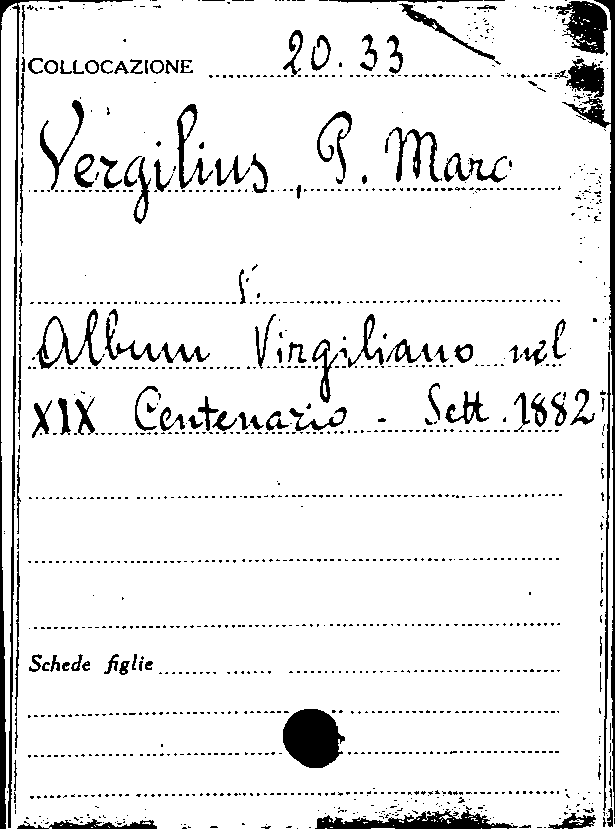 COLLOCAZIONE 20.33
Vergilius, P. Maro
v.
Album Virgiliano nel
XIX Centenario - Sett. 1882
Schede figlie